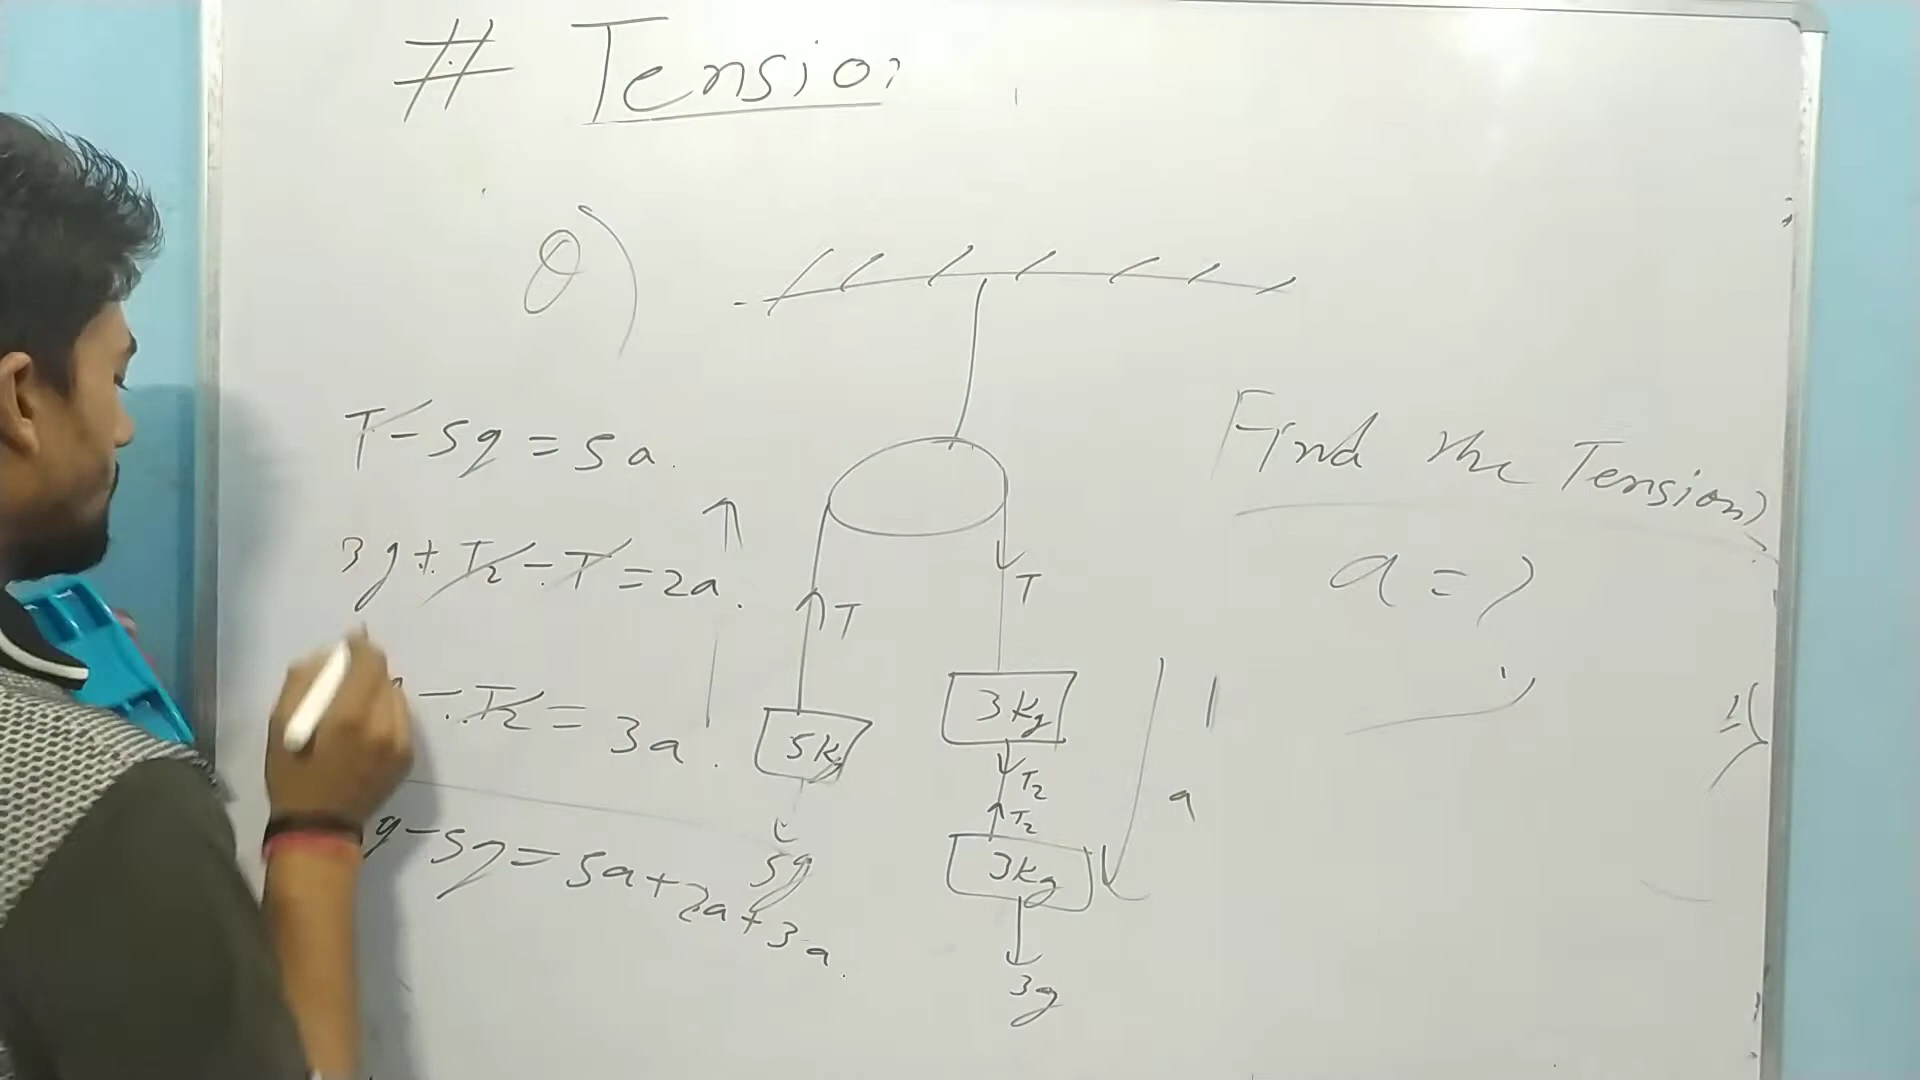 # Tension
Q)
Find the Tension?
a = ?
T - 5g = 5a.
3g + T2 - T = 2a.
- T2 = 3a.
g - 5g = 5a + 2a + 3a.
T
T
5kg
5g
3kg
T2
T2
3kg
3g
a